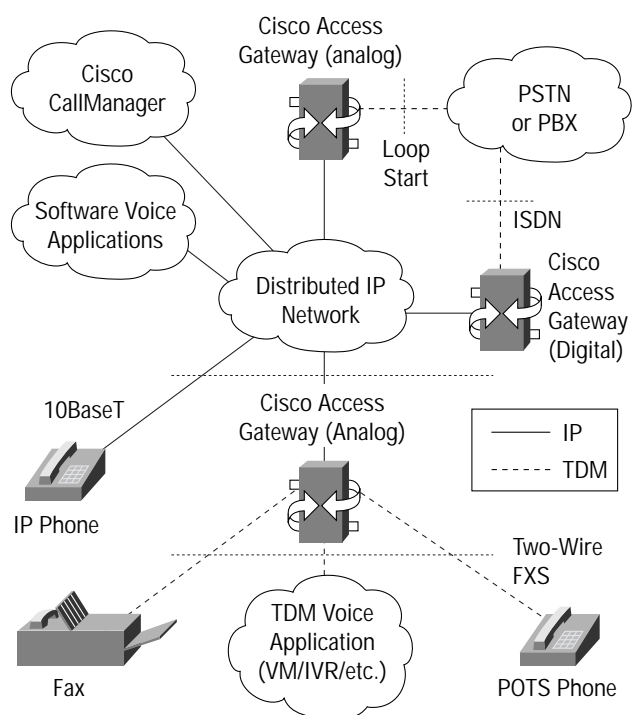 Cisco Access
Gateway (analog)
Cisco
CallManager
PSTN
or PBX
Loop
Start
Software Voice
Applications
ISDN
Distributed IP
Network
Cisco
Access
Gateway
(Digital)
10BaseT
Cisco Access
Gateway (Analog)
IP
TDM
IP Phone
Two-Wire
FXS
TDM Voice
Application
(VM/IVR/etc.)
Fax
POTS Phone